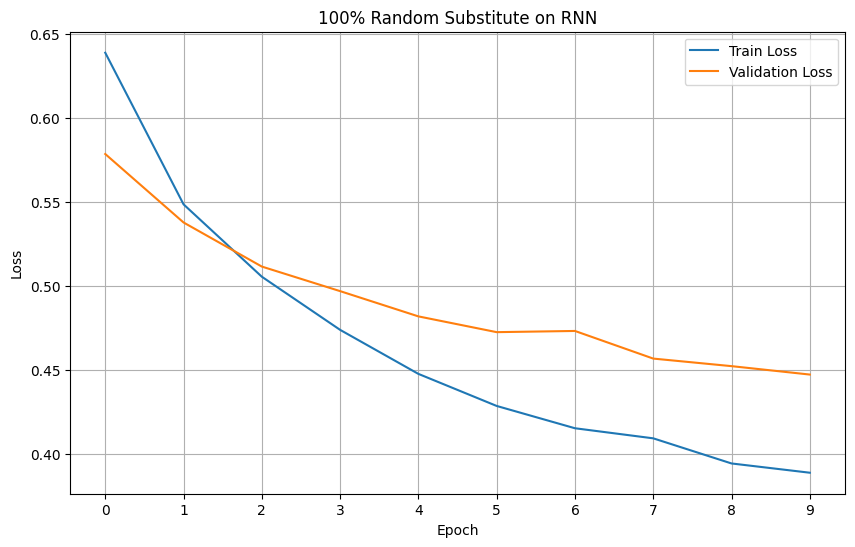 100% Random Substitute on RNN
Train Loss
Validation Loss
0.65
0.60
0.55
0.50
0.45
0.40
Loss
0 1 2 3 4 5 6 7 8 9
Epoch